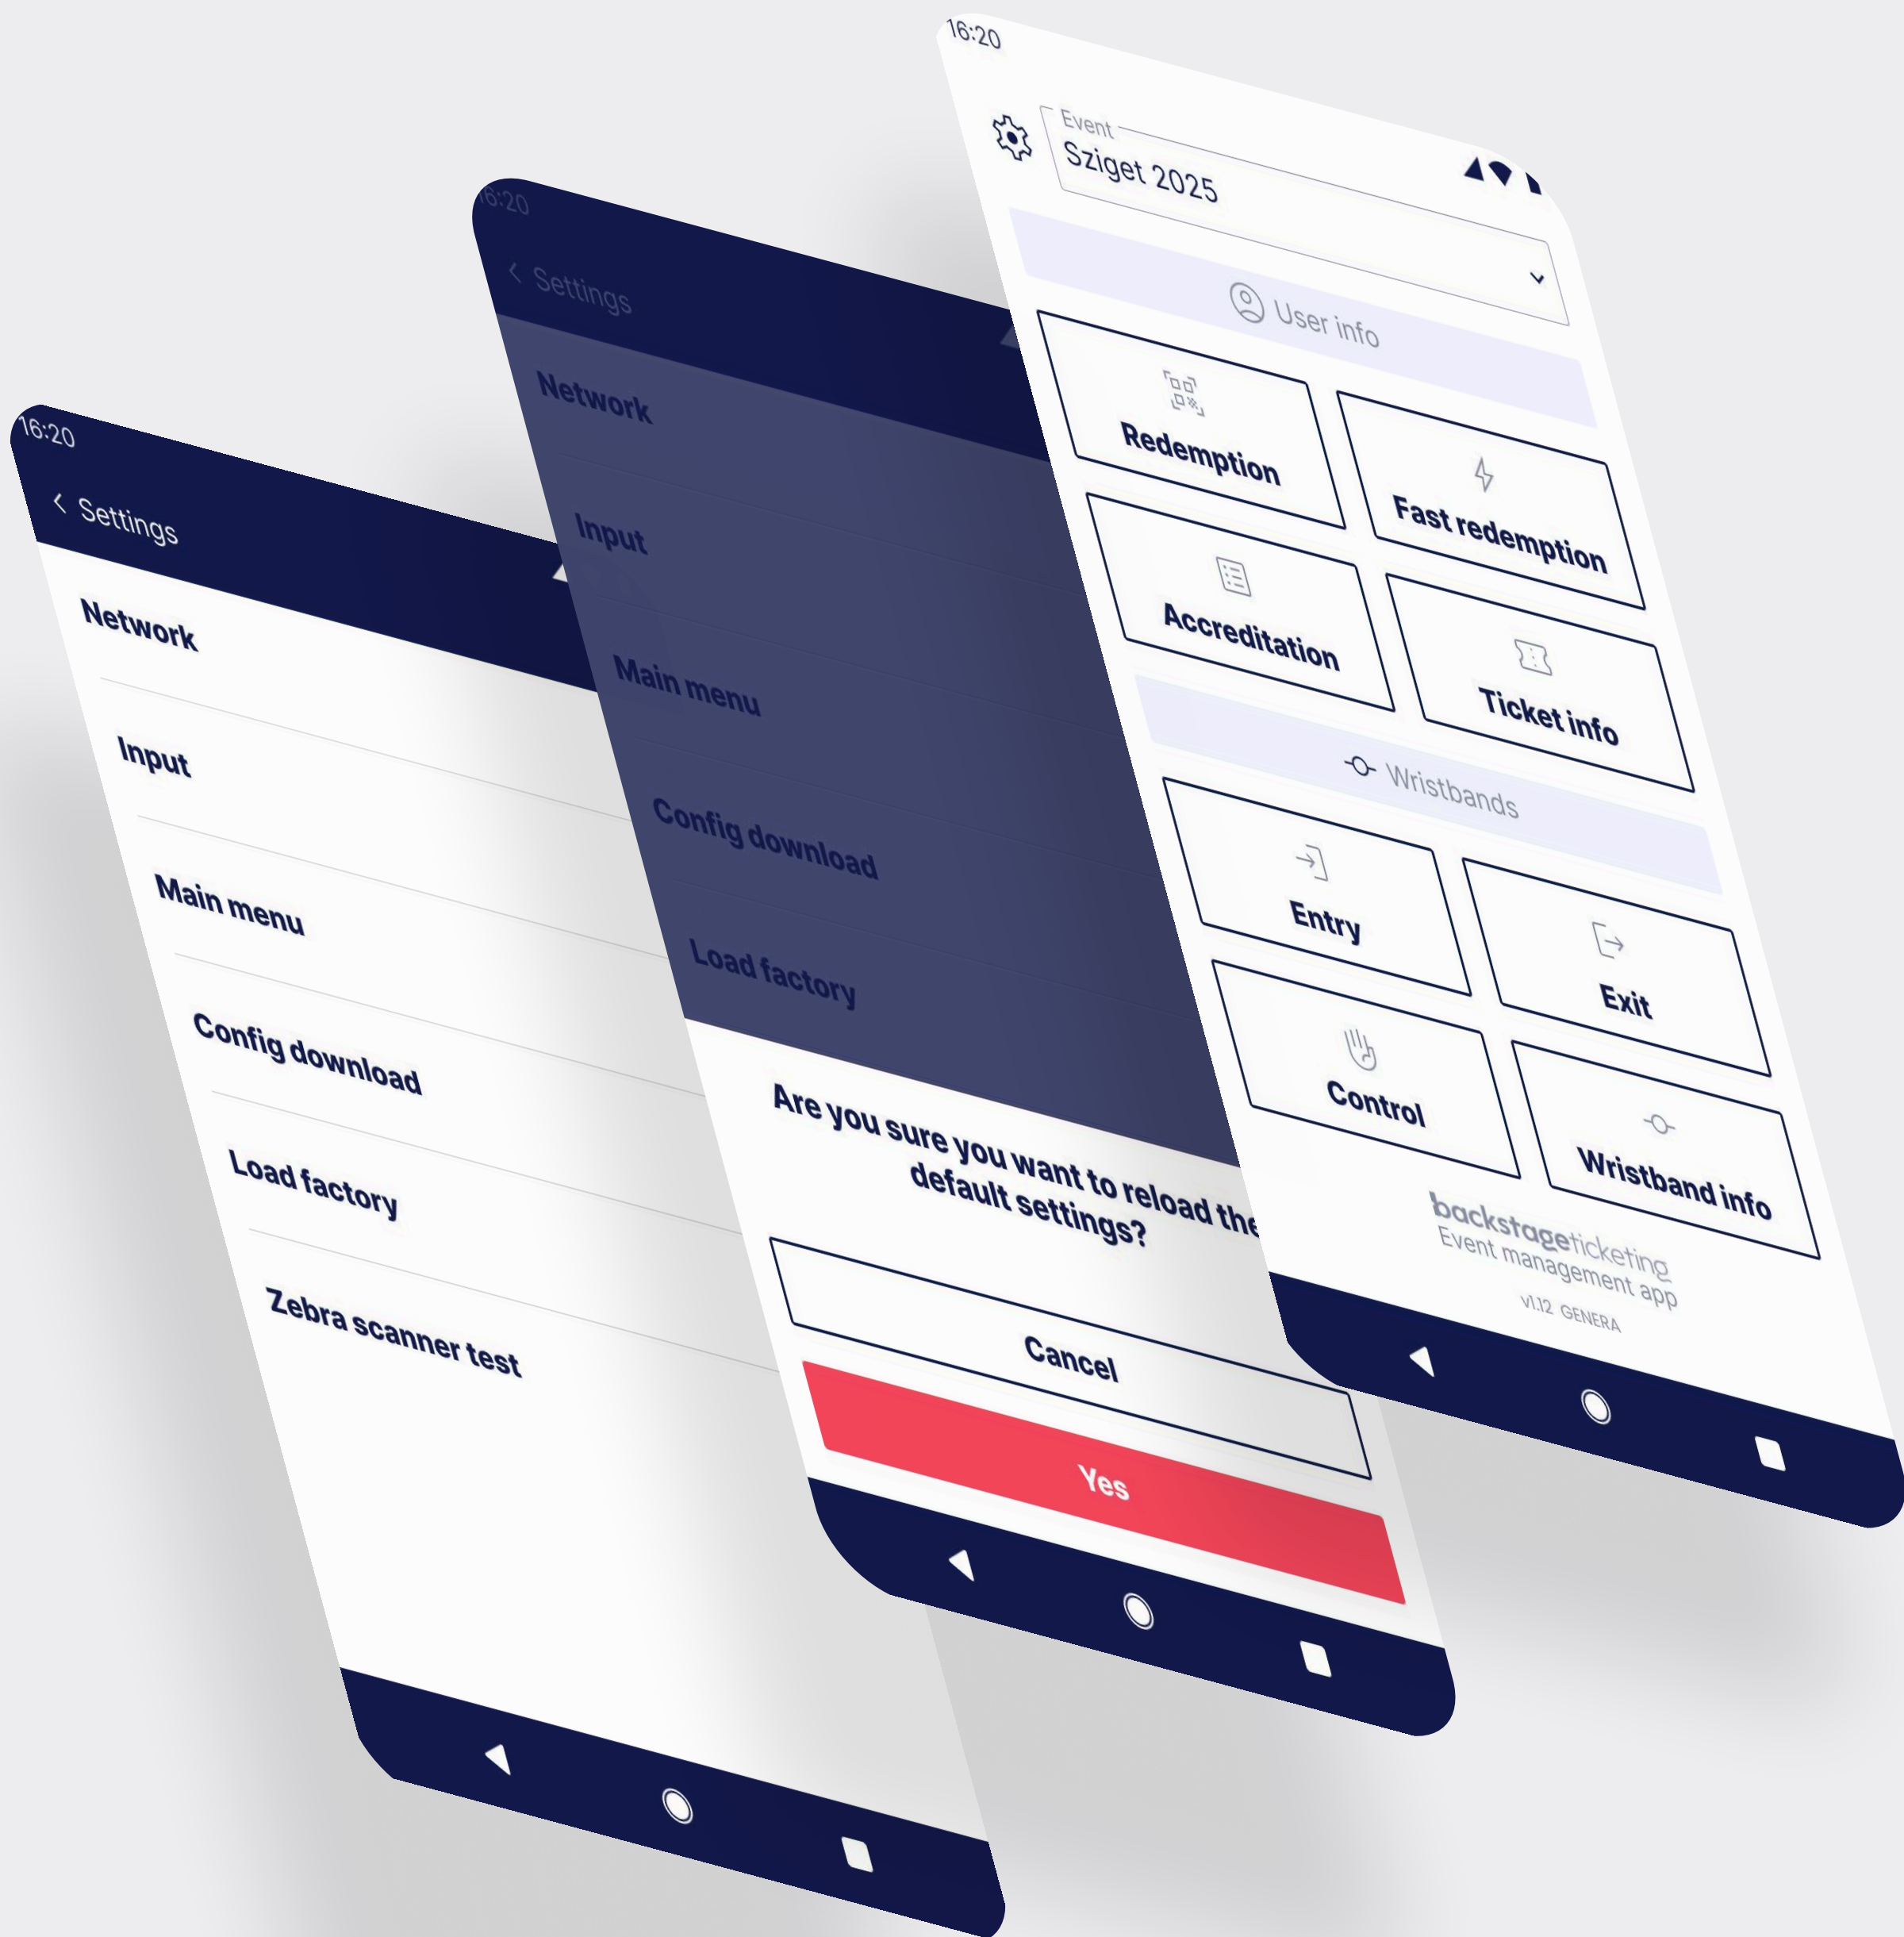 16:20
Settings
Network
Input
Main menu
Config download
Load factory
Zebra scanner test
16:20
Settings
Network
Input
Main menu
Config download
Load factory
Are you sure you want to reload the
default settings?
Cancel
Yes
16:20
Event
Sziget 2025
User info
Redemption
Fast redemption
Accreditation
Ticket info
Wristbands
Entry
Exit
Control
Wristband info
backstageticketing
Event management app
v1.12 GENERA